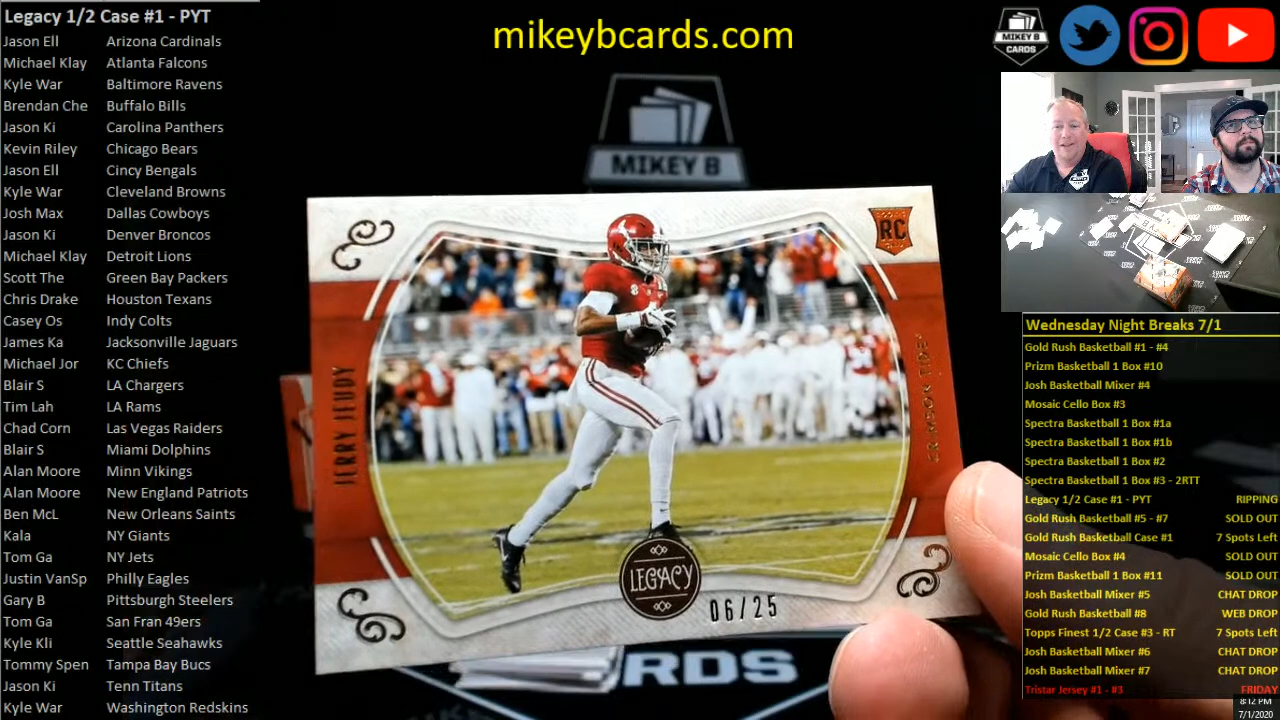 Legacy 1/2 Case #1 - PYT
Jason Ell Arizona Cardinals
Michael Klay Atlanta Falcons
Kyle War Baltimore Ravens
Brendan Che Buffalo Bills
Jason Ki Carolina Panthers
Kevin Riley Chicago Bears
Jason Ell Cincy Bengals
Kyle War Cleveland Browns
Josh Max Dallas Cowboys
Jason Ki Denver Broncos
Michael Klay Detroit Lions
Scott The Green Bay Packers
Chris Drake Houston Texans
Casey Os Indy Colts
James Ka Jacksonville Jaguars
Michael Jor KC Chiefs
Blair S LA Chargers
Tim Lah LA Rams
Chad Corn Las Vegas Raiders
Blair S Miami Dolphins
Alan Moore Minn Vikings
Alan Moore New England Patriots
Ben McL New Orleans Saints
Kala NY Giants
Tom Ga NY Jets
Justin VanSp Philly Eagles
Gary B Pittsburgh Steelers
Tom Ga San Fran 49ers
Kyle Kli Seattle Seahawks
Tommy Spen Tampa Bay Bucs
Jason Ki Tenn Titans
Kyle War Washington Redskins
mikeybcards.com
MIKEY B
RC
JERRY JEUDY
CRIMSON TIDE
LEGACY
06/25
RDS
MIKEY B
CARDS
Wednesday Night Breaks 7/1
Gold Rush Basketball #1 - #4
Prizm Basketball 1 Box #10
Josh Basketball Mixer #4
Mosaic Cello Box #3
Spectra Basketball 1 Box #1a
Spectra Basketball 1 Box #1b
Spectra Basketball 1 Box #2
Spectra Basketball 1 Box #3 - 2RTT
Legacy 1/2 Case #1 - PYT RIPPING
Gold Rush Basketball #5 - #7 SOLD OUT
Gold Rush Basketball Case #1 7 Spots Left
Mosaic Cello Box #4 SOLD OUT
Prizm Basketball 1 Box #11 SOLD OUT
Josh Basketball Mixer #5 CHAT DROP
Gold Rush Basketball #8 WEB DROP
Topps Finest 1/2 Case #3 - RT 7 Spots Left
Josh Basketball Mixer #6 CHAT DROP
Josh Basketball Mixer #7 CHAT DROP
Tristar Jersey #1 - #3 FRIDAY
8:12 PM
7/1/2020